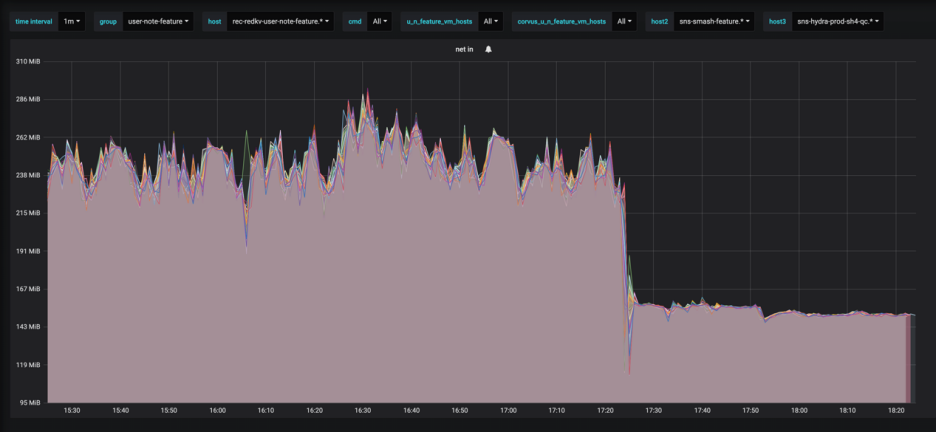 time interval 1m group user-note-feature host rec-redkv-user-note-feature.* cmd All u_n_feature_vm_hosts All corvus_u_n_feature_vm_hosts All host2 sns-smash-feature.* host3 sns-hydra-prod-sh4-qc.*
net in
310 MiB
286 MiB
262 MiB
238 MiB
215 MiB
191 MiB
167 MiB
143 MiB
119 MiB
95 MiB
15:30 15:40 15:50 16:00 16:10 16:20 16:30 16:40 16:50 17:00 17:10 17:20 17:30 17:40 17:50 18:00 18:10 18:20